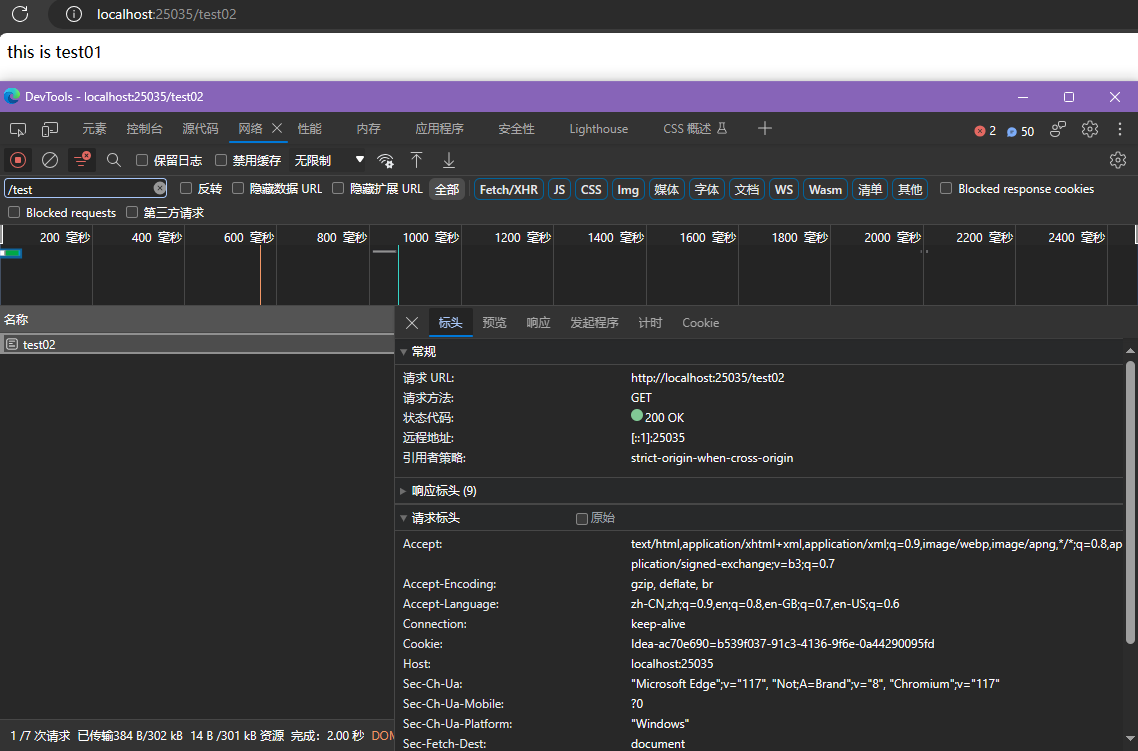 localhost:25035/test02
this is test01
DevTools - localhost:25035/test02
元素 控制台 源代码 网络 性能 内存 应用程序 安全性 Lighthouse CSS 概述 2 50
保留日志 禁用缓存 无限制
/test 反转 隐藏数据 URL 隐藏扩展 URL 全部 Fetch/XHR JS CSS Img 媒体 字体 文档 WS Wasm 清单 其他 Blocked response cookies
Blocked requests 第三方请求
200 毫秒 400 毫秒 600 毫秒 800 毫秒 1000 毫秒 1200 毫秒 1400 毫秒 1600 毫秒 1800 毫秒 2000 毫秒 2200 毫秒 2400 毫秒
名称 标头 预览 响应 发起程序 计时 Cookie
test02
常规
请求 URL: http://localhost:25035/test02
请求方法: GET
状态代码: 200 OK
远程地址: [::1]:25035
引用者策略: strict-origin-when-cross-origin
响应标头 (9)
请求标头 原始
Accept: text/html,application/xhtml+xml,application/xml;q=0.9,image/webp,image/apng,*/*;q=0.8,ap
plication/signed-exchange;v=b3;q=0.7
Accept-Encoding: gzip, deflate, br
Accept-Language: zh-CN,zh;q=0.9,en;q=0.8,en-GB;q=0.7,en-US;q=0.6
Connection: keep-alive
Cookie: Idea-ac70e690=b539f037-91c3-4136-9f6e-0a44290095fd
Host: localhost:25035
Sec-Ch-Ua: "Microsoft Edge";v="117", "Not;A=Brand";v="8", "Chromium";v="117"
Sec-Ch-Ua-Mobile: ?0
Sec-Ch-Ua-Platform: "Windows"
Sec-Fetch-Dest: document
1 /7 次请求 已传输384 B/302 kB 14 B /301 kB 资源 完成：2.00 秒 DOM